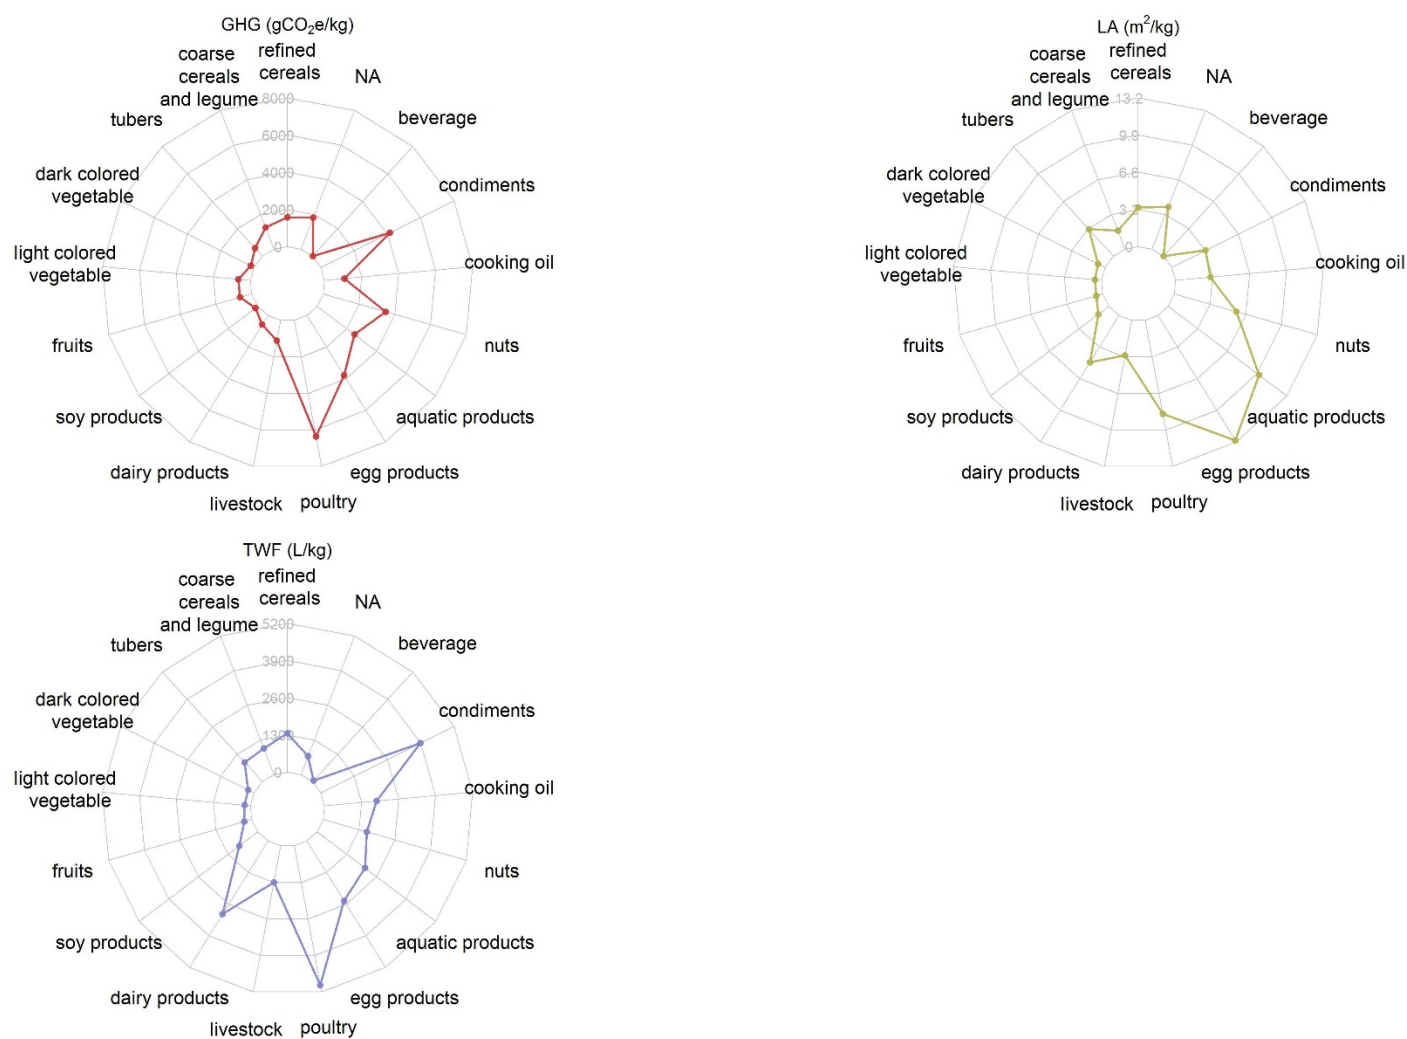 GHG (gCO₂e/kg)
refined
cereals
NA
beverage
condiments
cooking oil
nuts
aquatic products
egg products
poultry
livestock
dairy products
soy products
fruits
light colored
vegetable
dark colored
vegetable
tubers
coarse
cereals
and legume
8000
6000
4000
2000
0
LA (m²/kg)
refined
cereals
NA
beverage
condiments
cooking oil
nuts
aquatic products
egg products
poultry
livestock
dairy products
soy products
fruits
light colored
vegetable
dark colored
vegetable
tubers
coarse
cereals
and legume
13.2
9.9
6.6
3.3
0
TWF (L/kg)
refined
cereals
NA
beverage
condiments
cooking oil
nuts
aquatic products
egg products
poultry
livestock
dairy products
soy products
fruits
light colored
vegetable
dark colored
vegetable
tubers
coarse
cereals
and legume
5200
3900
2600
1300
0